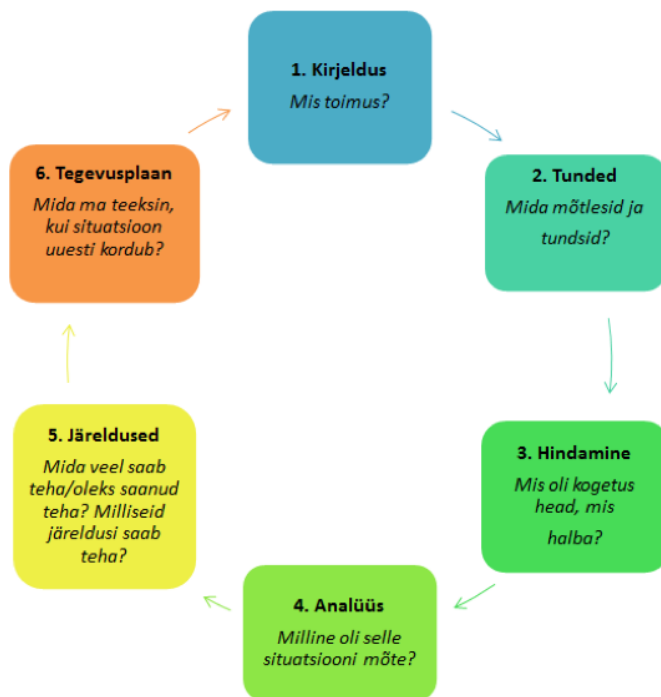 1. Kirjeldus
Mis toimus?
2. Tunded
Mida mõtlesid ja
tundsid?
3. Hindamine
Mis oli kogetus
head, mis
halba?
4. Analüüs
Milline oli selle
situatsiooni mõte?
5. Järeldused
Mida veel saab
teha/oleks saanud
teha? Milliseid
järeldusi saab
teha?
6. Tegevusplaan
Mida ma teeksin,
kui situatsioon
uuesti kordub?